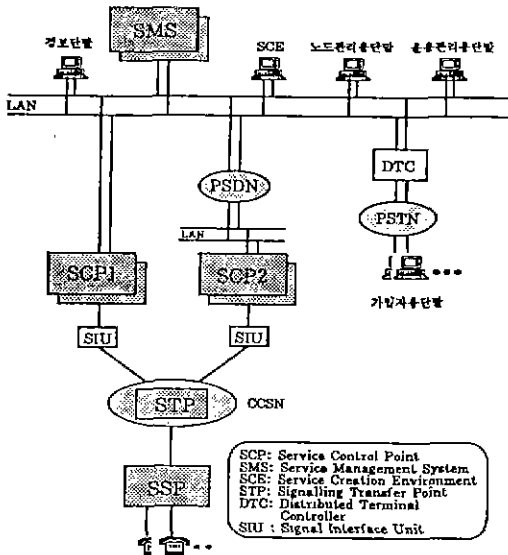 SMS
경보단말
SCE
노드관리용단말
운용관리용단말
LAN
DTC
PSDN
PSTN
LAN
SCP1
SCP2
가입자용단말
SIU
SIU
STP
CCSN
SSP
SCP: Service Control Point
SMS: Service Management System
SCE: Service Creation Environment
STP: Signalling Transfer Point
DTC: Distributed Terminal
Controller
SIU : Signal Interface Unit